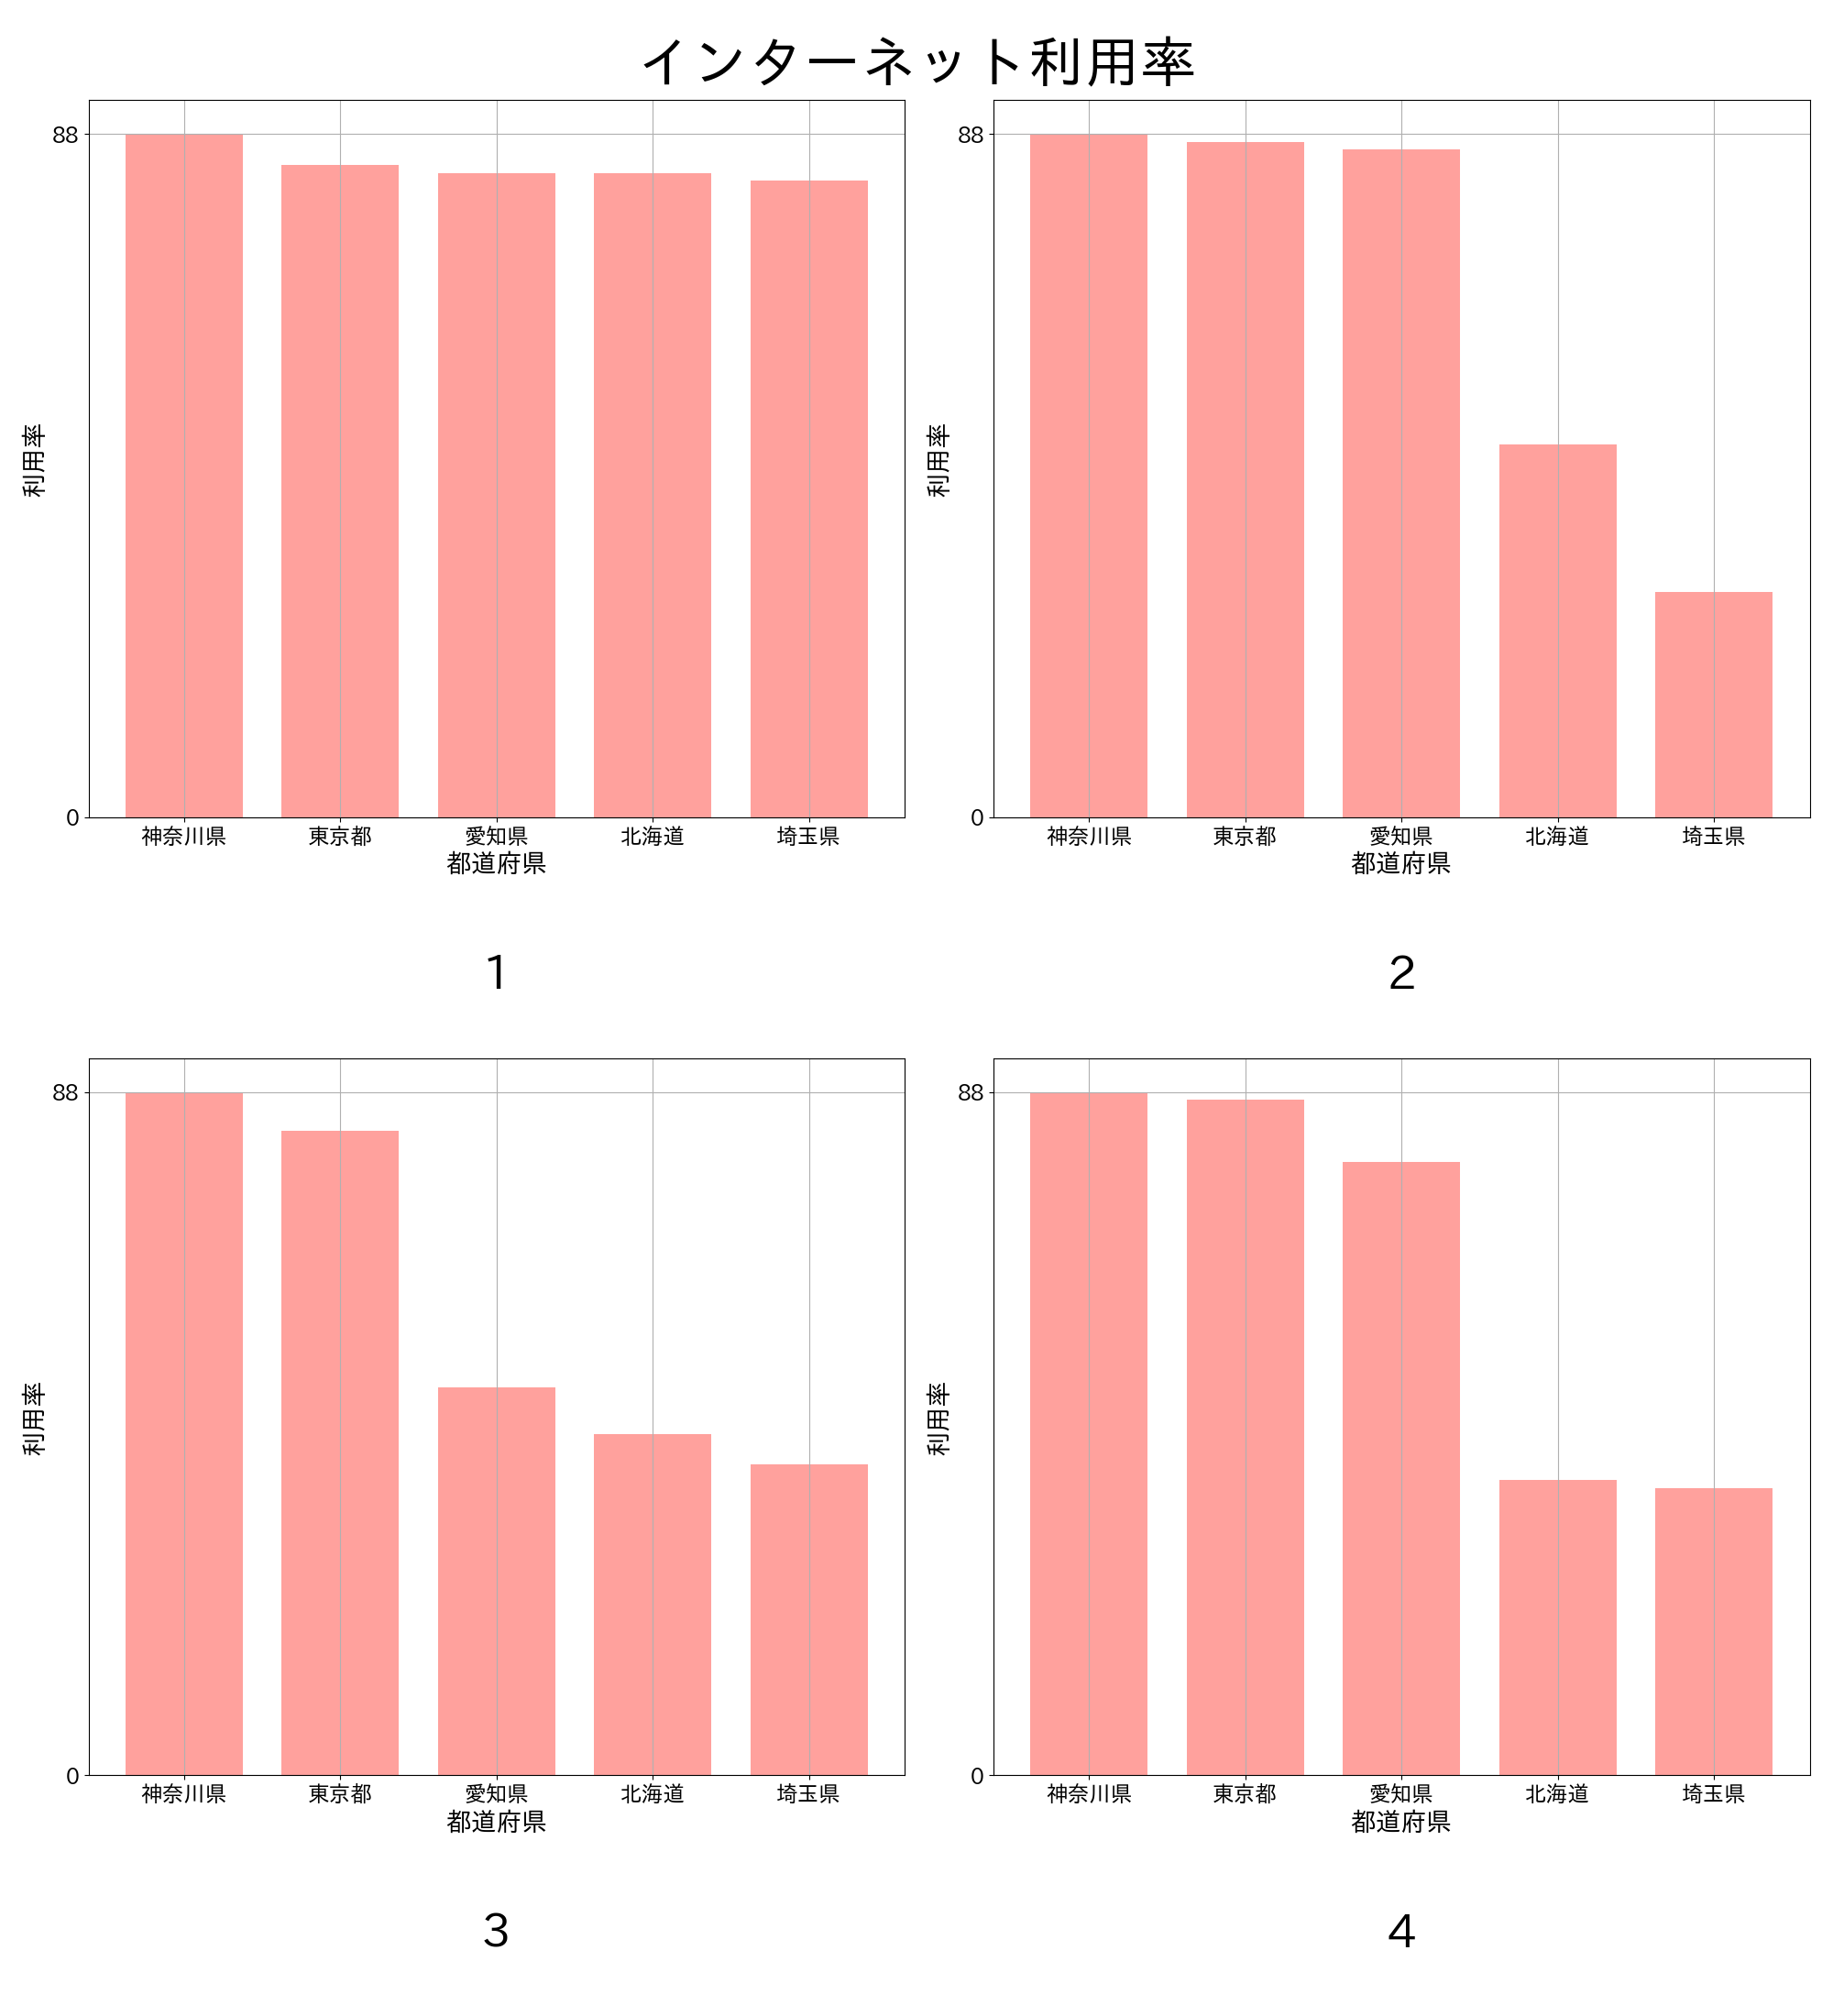 インターネット利用率
88
0
利用率
神奈川県 東京都 愛知県 北海道 埼玉県
都道府県
1
88
0
利用率
神奈川県 東京都 愛知県 北海道 埼玉県
都道府県
2
88
0
利用率
神奈川県 東京都 愛知県 北海道 埼玉県
都道府県
3
88
0
利用率
神奈川県 東京都 愛知県 北海道 埼玉県
都道府県
4